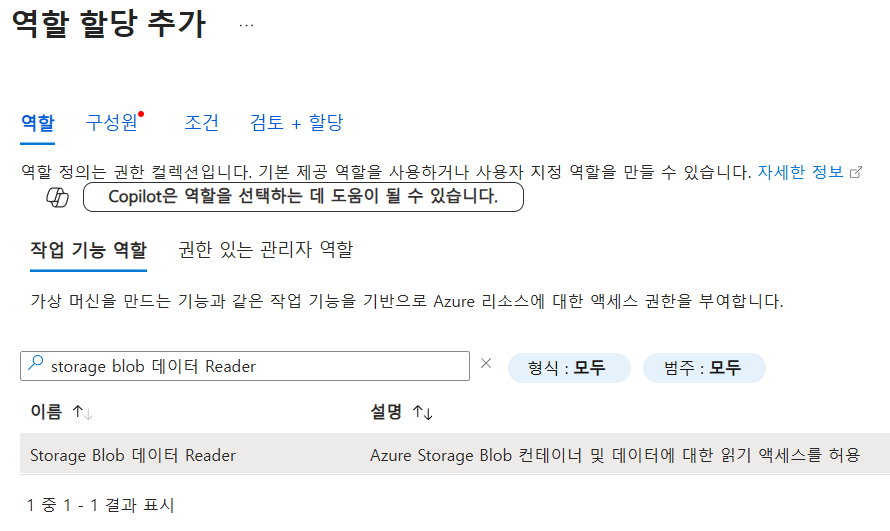 역할 할당 추가 ...
역할 구성원 조건 검토 + 할당
역할 정의는 권한 컬렉션입니다. 기본 제공 역할을 사용하거나 사용자 지정 역할을 만들 수 있습니다. 자세한 정보
Copilot은 역할을 선택하는 데 도움이 될 수 있습니다.
작업 기능 역할 권한 있는 관리자 역할
가상 머신을 만드는 기능과 같은 작업 기능을 기반으로 Azure 리소스에 대한 액세스 권한을 부여합니다.
storage blob 데이터 Reader × 형식 : 모두 범주 : 모두
이름 ↑↓ 설명 ↑↓
Storage Blob 데이터 Reader Azure Storage Blob 컨테이너 및 데이터에 대한 읽기 액세스를 허용
1 중 1 - 1 결과 표시